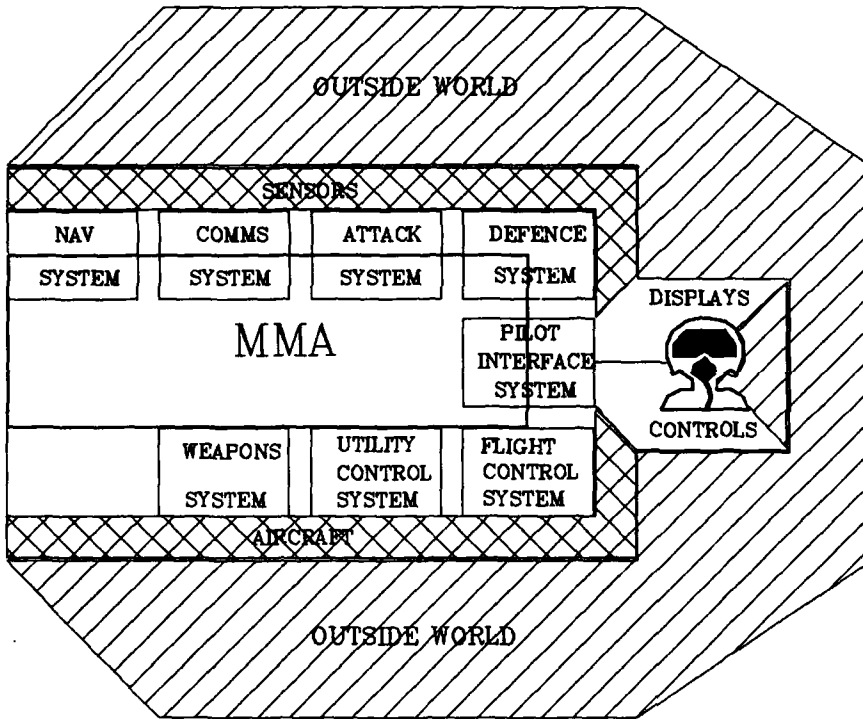 OUTSIDE WORLD
SENSORS
NAV
SYSTEM
COMMS
SYSTEM
ATTACK
SYSTEM
DEFENCE
SYSTEM
DISPLAYS
MMA
PILOT
INTERFACE
SYSTEM
CONTROLS
WEAPONS
SYSTEM
UTILITY
CONTROL
SYSTEM
FLIGHT
CONTROL
SYSTEM
AIRCRAFT
OUTSIDE WORLD